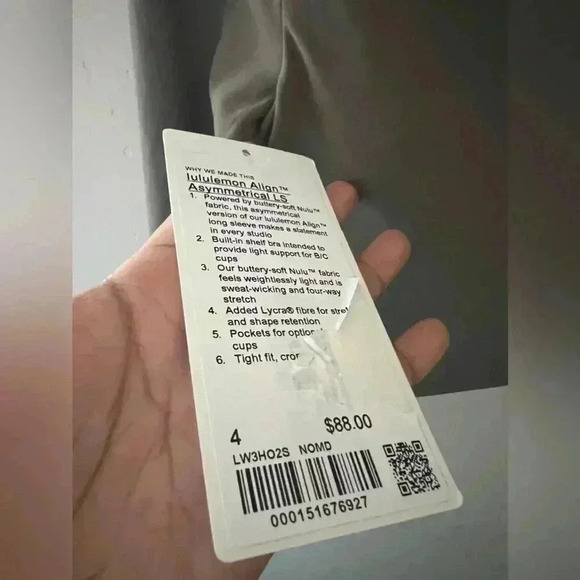 WHY WE MADE THIS
lululemon Align™
Asymmetrical LS
1. Powered by buttery-soft Nulu™
fabric, this asymmetrical
version of our lululemon Align™
long sleeve makes a statement
in every studio
2. Built-in shelf bra intended to
provide light support for B/C
cups
3. Our buttery-soft Nulu™ fabric
feels weightlessly light and is
sweat-wicking and four-way
stretch
4. Added Lycra® fibre for
and shape retention
5. Pockets for
cups
6. Tight fit,
4 $88.00
LW3HO2S NOMD
000151676927